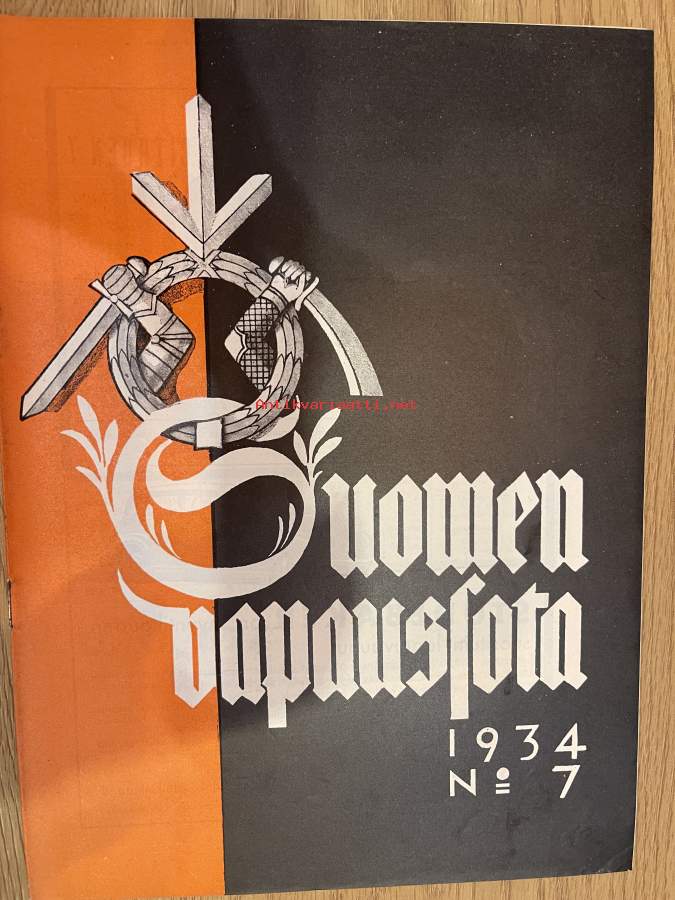 Antikvariaatti.net
Suomen
vapausſota
1934
No 7